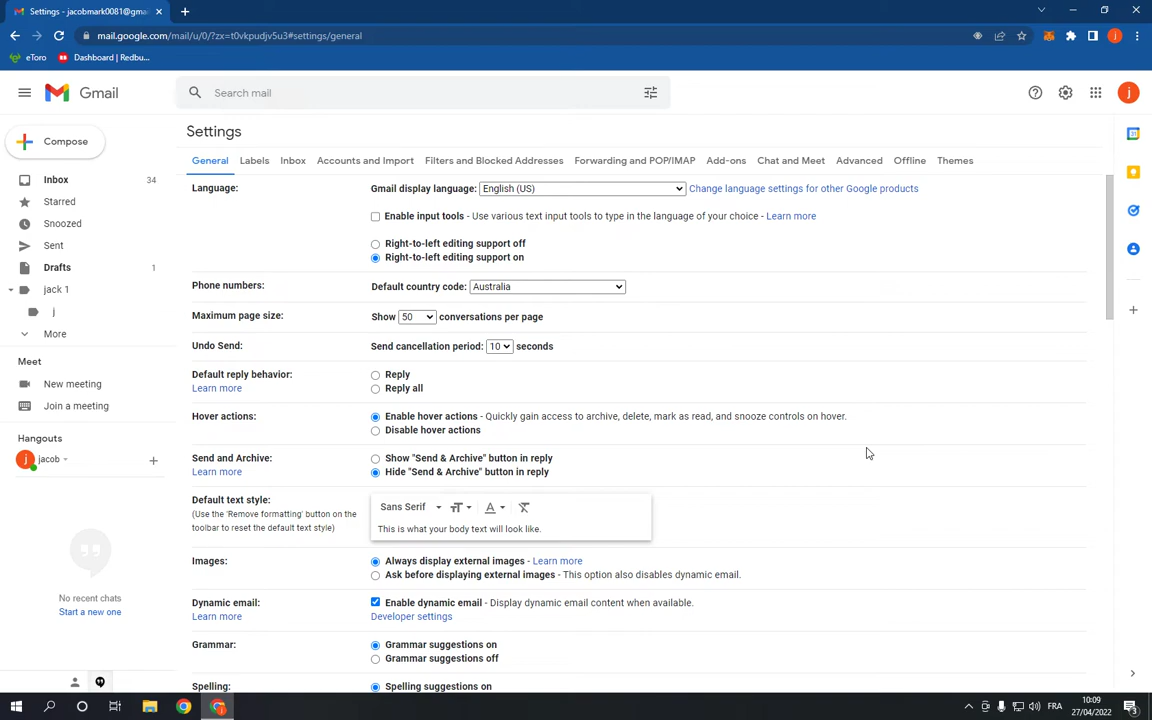 Settings - jacobmark0081@gma
mail.google.com/mail/u/0/?zx=t0vkpudjv5u3#settings/general
eToro
Dashboard | Redbu...
Gmail
Search mail
j
Compose
Settings
General Labels Inbox Accounts and Import Filters and Blocked Addresses Forwarding and POP/IMAP Add-ons Chat and Meet Advanced Offline Themes
Inbox 34
Starred
Snoozed
Sent
Drafts 1
jack 1
j
More
Meet
New meeting
Join a meeting
Hangouts
jacob
No recent chats
Start a new one
Language:
Gmail display language: English (US) Change language settings for other Google products
Enable input tools - Use various text input tools to type in the language of your choice - Learn more
Right-to-left editing support off
Right-to-left editing support on
Phone numbers:
Default country code: Australia
Maximum page size:
Show 50 conversations per page
Undo Send:
Send cancellation period: 10 seconds
Default reply behavior:
Learn more
Reply
Reply all
Hover actions:
Enable hover actions - Quickly gain access to archive, delete, mark as read, and snooze controls on hover.
Disable hover actions
Send and Archive:
Learn more
Show "Send & Archive" button in reply
Hide "Send & Archive" button in reply
Default text style:
(Use the 'Remove formatting' button on the
toolbar to reset the default text style)
Sans Serif
This is what your body text will look like.
Images:
Always display external images - Learn more
Ask before displaying external images - This option also disables dynamic email.
Dynamic email:
Learn more
Enable dynamic email - Display dynamic email content when available.
Developer settings
Grammar:
Grammar suggestions on
Grammar suggestions off
Spelling:
Spelling suggestions on
FRA
10:09
27/04/2022
3